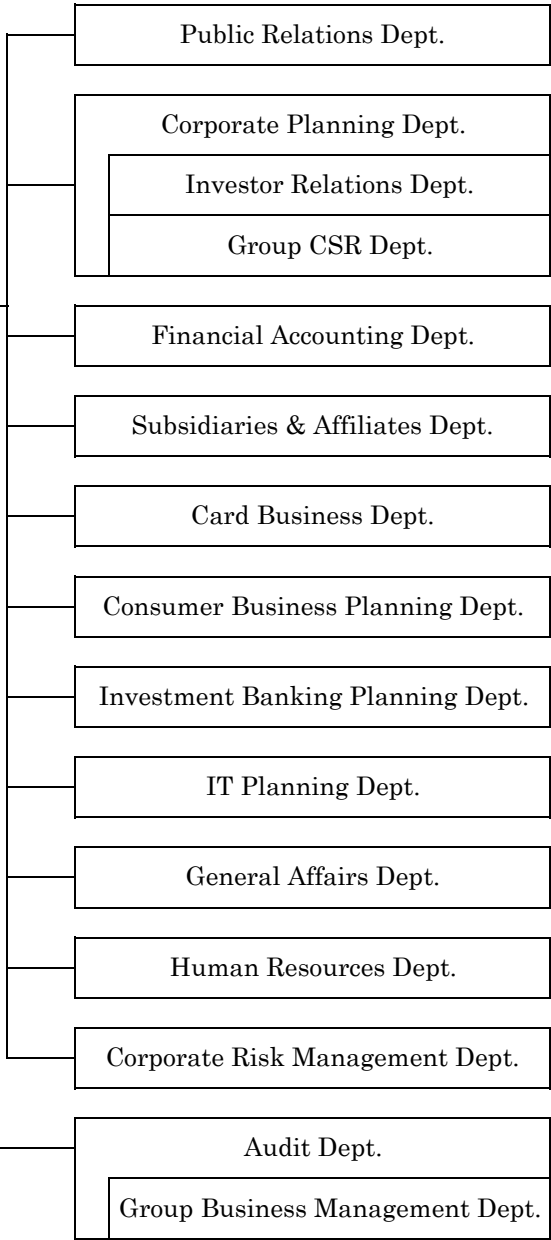 Public Relations Dept.
Corporate Planning Dept.
Investor Relations Dept.
Group CSR Dept.
Financial Accounting Dept.
Subsidiaries & Affiliates Dept.
Card Business Dept.
Consumer Business Planning Dept.
Investment Banking Planning Dept.
IT Planning Dept.
General Affairs Dept.
Human Resources Dept.
Corporate Risk Management Dept.
Audit Dept.
Group Business Management Dept.